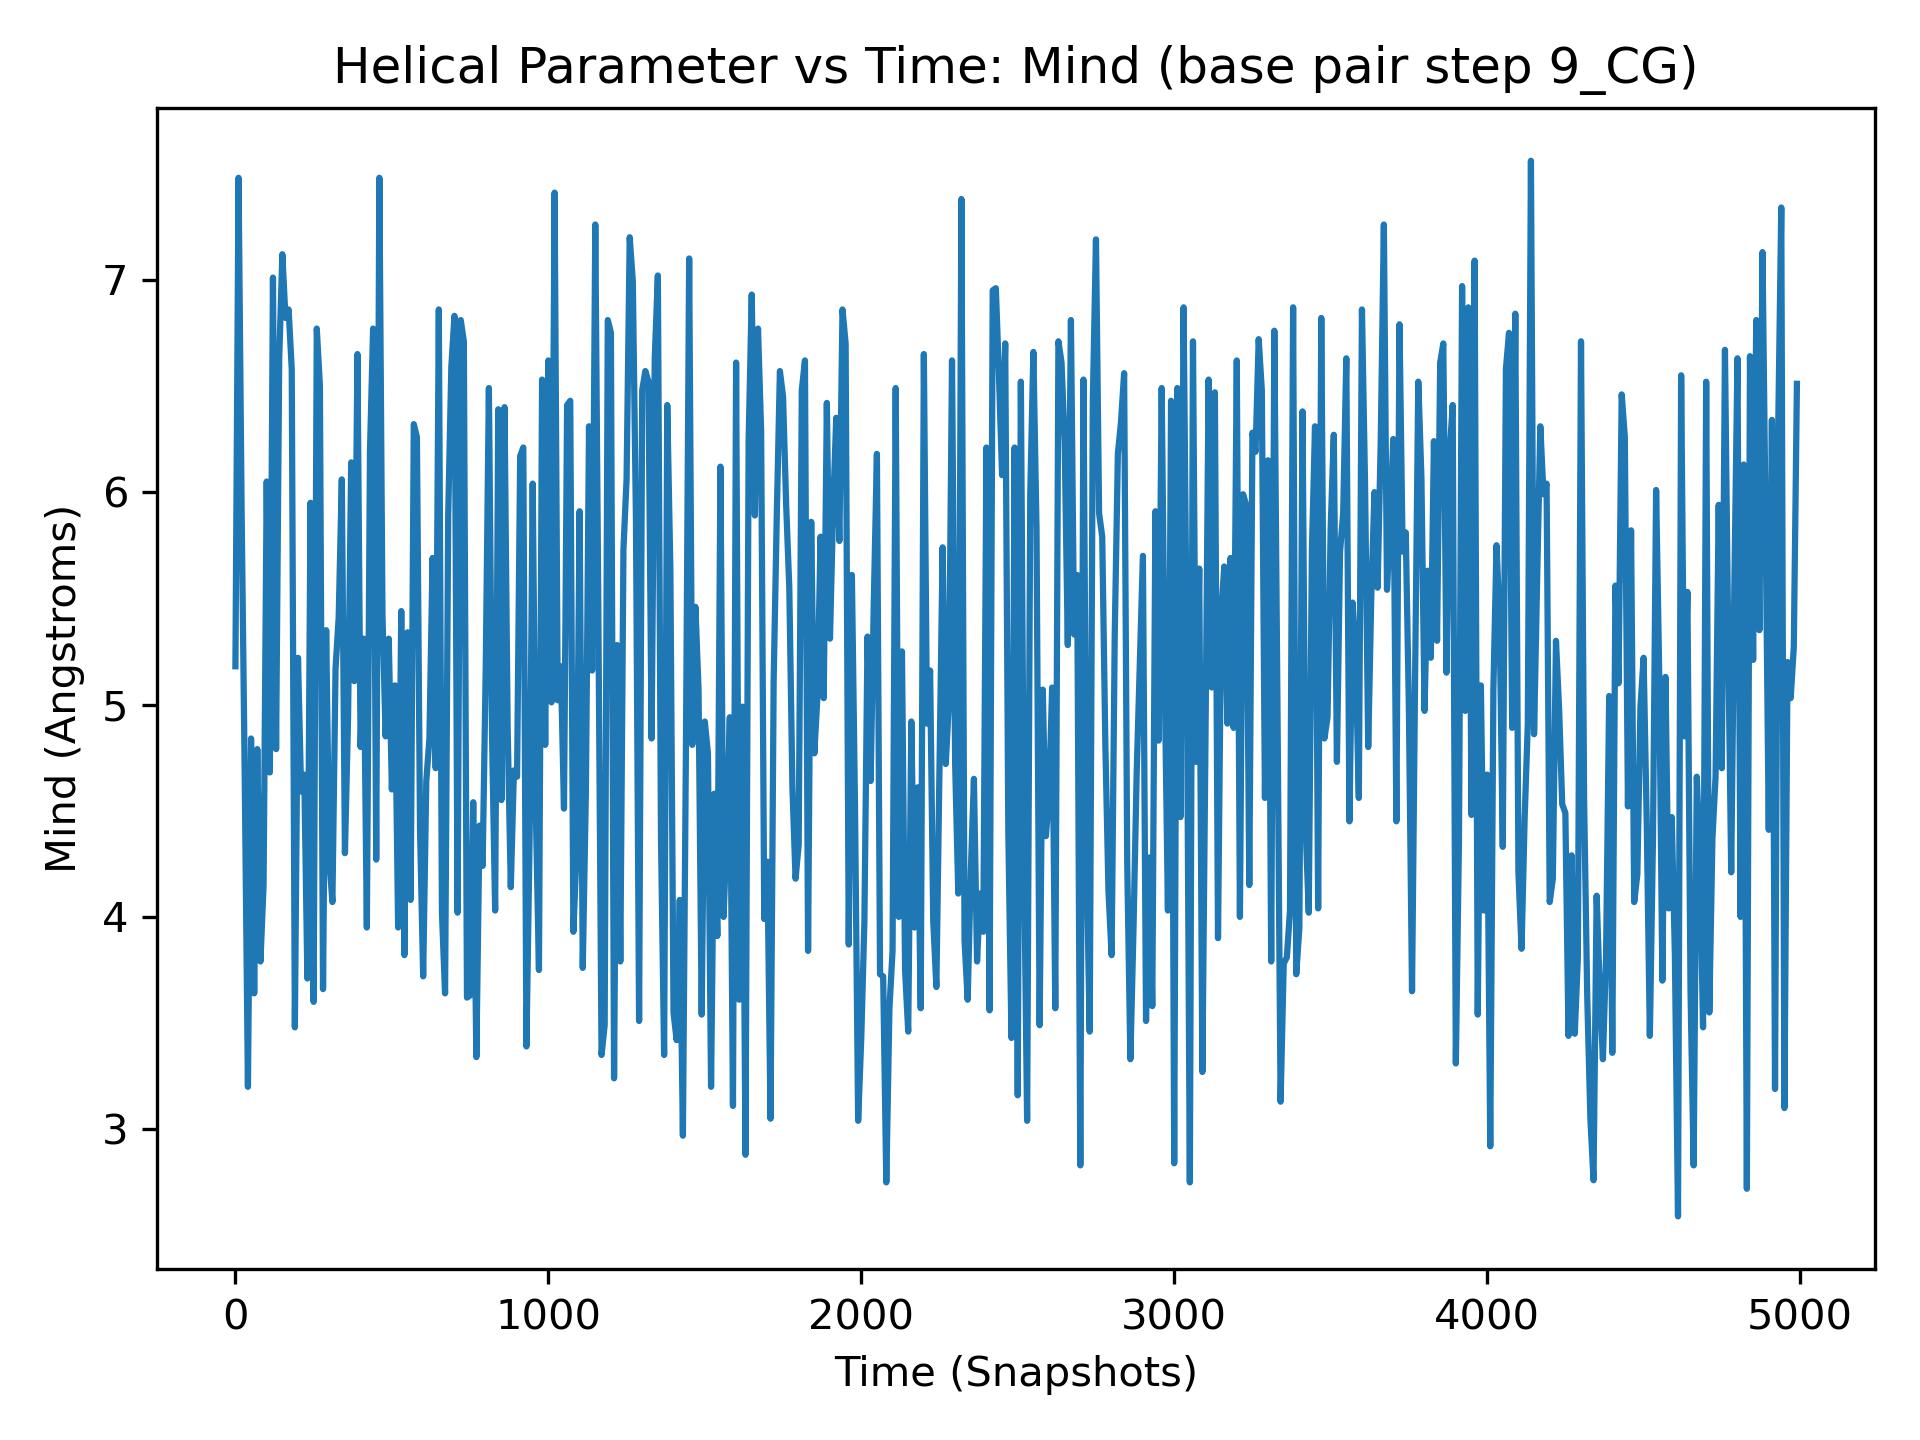 Helical Parameter vs Time: Mind (base pair step 9_CG)
7
6
5
4
3
Mind (Angstroms)
0 1000 2000 3000 4000 5000
Time (Snapshots)